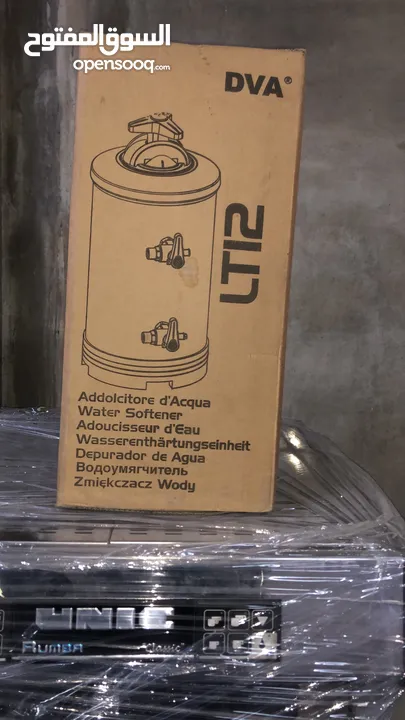 السوق المفتوح
opensooq.com
DVA®
LT12
Addolcitore d'Acqua
Water Softener
Adoucisseur d'Eau
Wasserenthärtungseinheit
Depurador de Agua
Водоумягчитель
Zmiękczacz Wody
UNIC
RUMBA
Classic